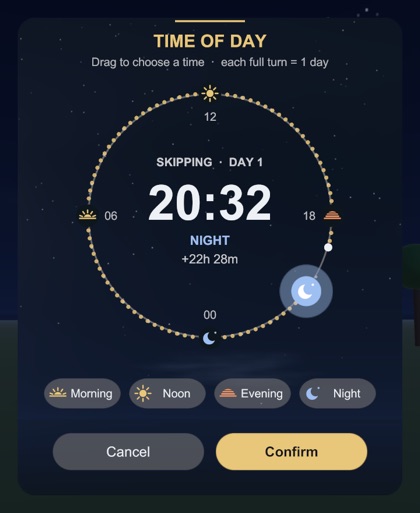 TIME OF DAY
Drag to choose a time · each full turn = 1 day
12
SKIPPING · DAY 1
06
20:32
18
NIGHT
+22h 28m
00
Morning
Noon
Evening
Night
Cancel
Confirm